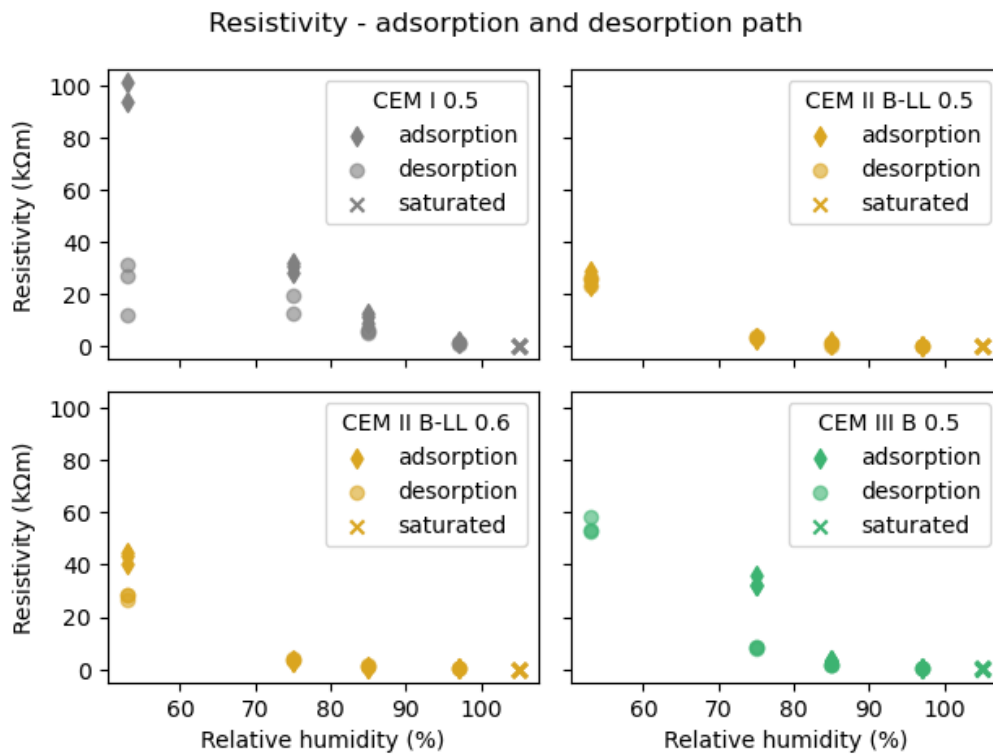 Resistivity - adsorption and desorption path
Resistivity (kΩm)
100
80
60
40
20
0
CEM I 0.5
adsorption
desorption
saturated
CEM II B-LL 0.5
adsorption
desorption
saturated
Resistivity (kΩm)
100
80
60
40
20
0
CEM II B-LL 0.6
adsorption
desorption
saturated
60 70 80 90 100
Relative humidity (%)
CEM III B 0.5
adsorption
desorption
saturated
60 70 80 90 100
Relative humidity (%)